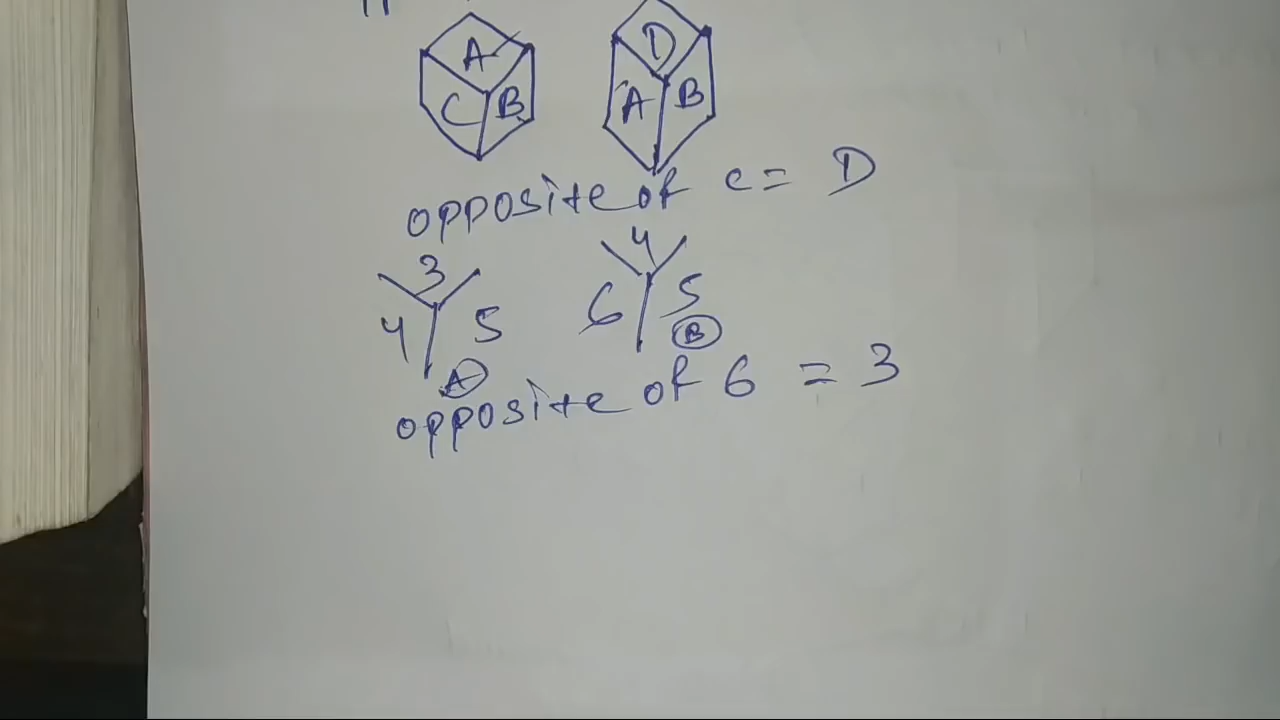 A D
C B A B
opposite of c = D
3 4
4 5 6 5
A B
opposite of 6 = 3